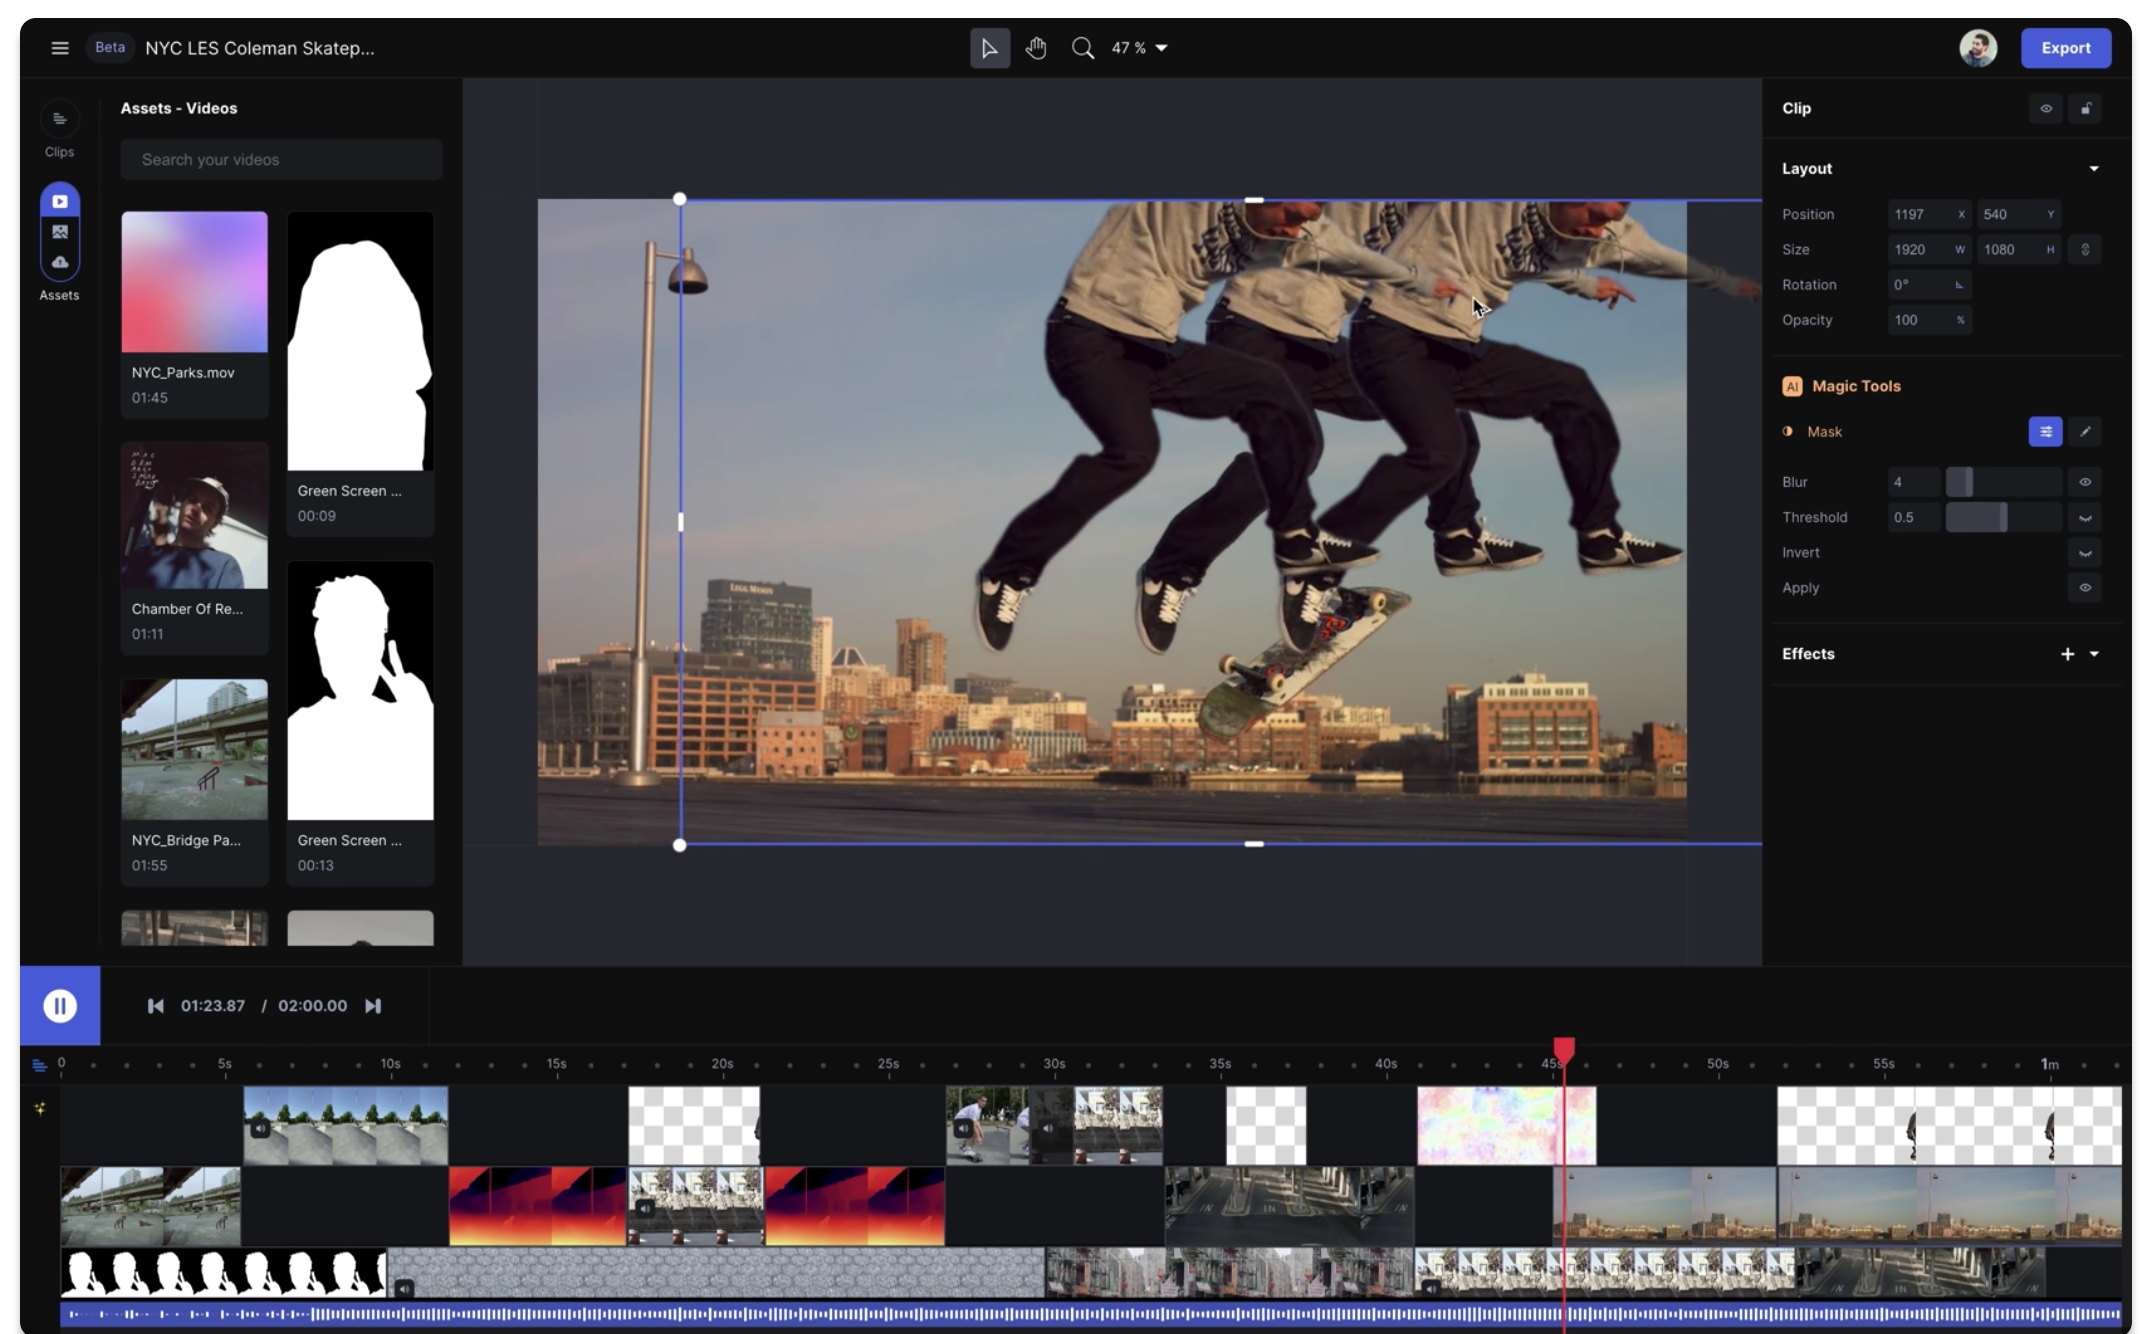 Beta
NYC LES Coleman Skatep...
47 %
Export
Clips
Assets
Assets - Videos
Search your videos
NYC_Parks.mov
01:45
Green Screen ...
00:09
Chamber Of Re...
01:11
NYC_Bridge Pa...
01:55
Green Screen ...
00:13
LEGG MASON
Clip
Layout
Position 1197 X 540 Y
Size 1920 W 1080 H
Rotation 0°
Opacity 100 %
AI Magic Tools
Mask
Blur 4
Threshold 0.5
Invert
Apply
Effects
01:23.87 / 02:00.00
0 5s 10s 15s 20s 25s 30s 35s 40s 45s 50s 55s 1m